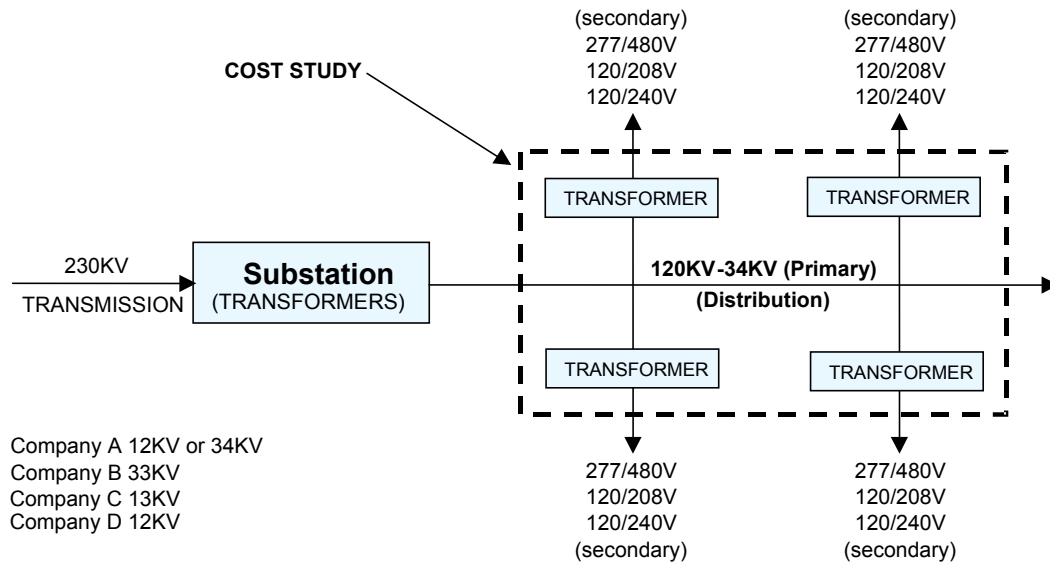 (secondary)
277/480V
120/208V
120/240V
(secondary)
277/480V
120/208V
120/240V
COST STUDY
TRANSFORMER
TRANSFORMER
230KV
TRANSMISSION
Substation
(TRANSFORMERS)
120KV-34KV (Primary)
(Distribution)
TRANSFORMER
TRANSFORMER
Company A 12KV or 34KV
Company B 33KV
Company C 13KV
Company D 12KV
277/480V
120/208V
120/240V
(secondary)
277/480V
120/208V
120/240V
(secondary)